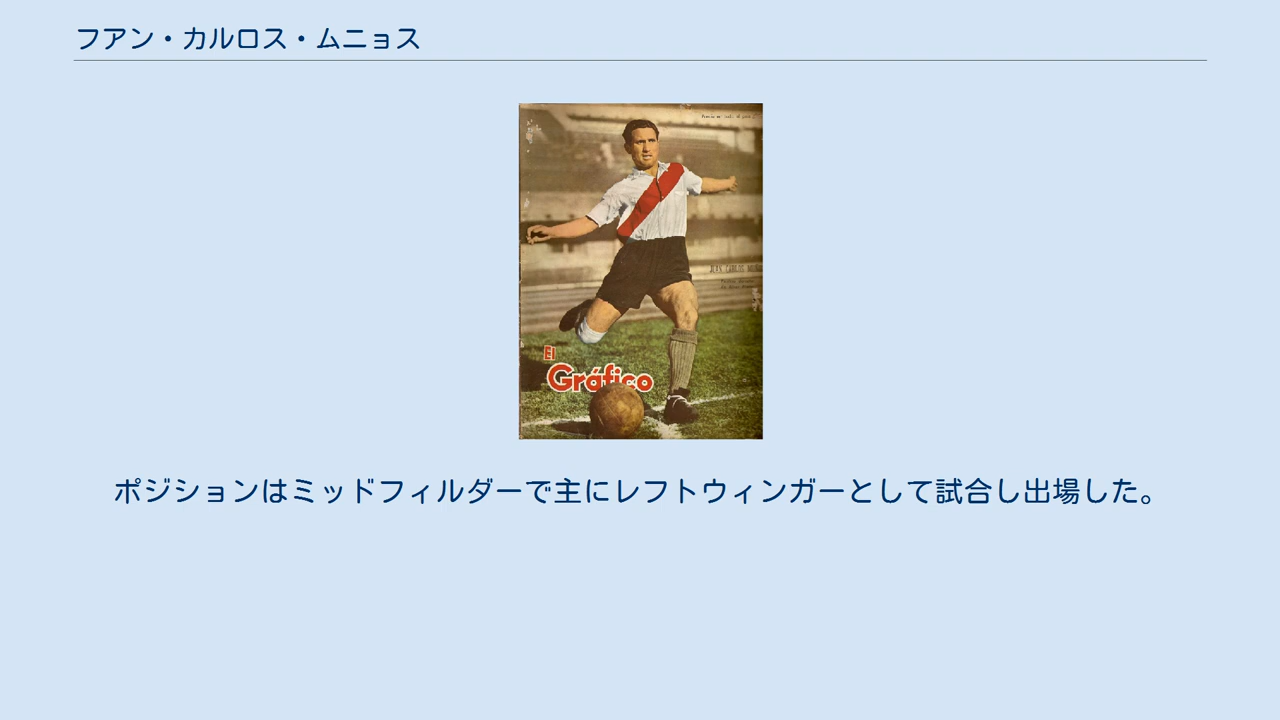 フアン・カルロス・ムニョス
El
Gráfico
ポジションはミッドフィルダーで主にレフトウィンガーとして試合し出場した。